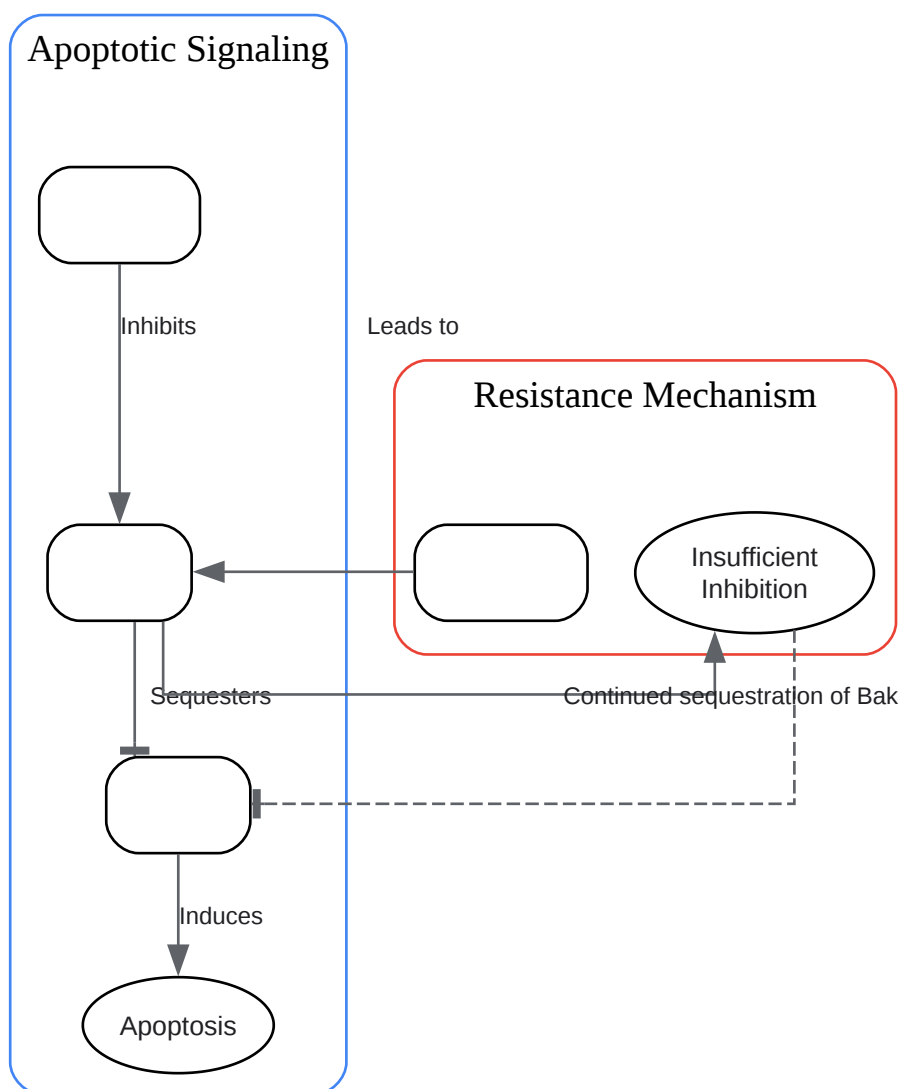 Apoptotic Signaling
Inhibits
Leads to
Resistance Mechanism
Insufficient
Inhibition
Sequesters
Continued sequestration of Bak
Induces
Apoptosis